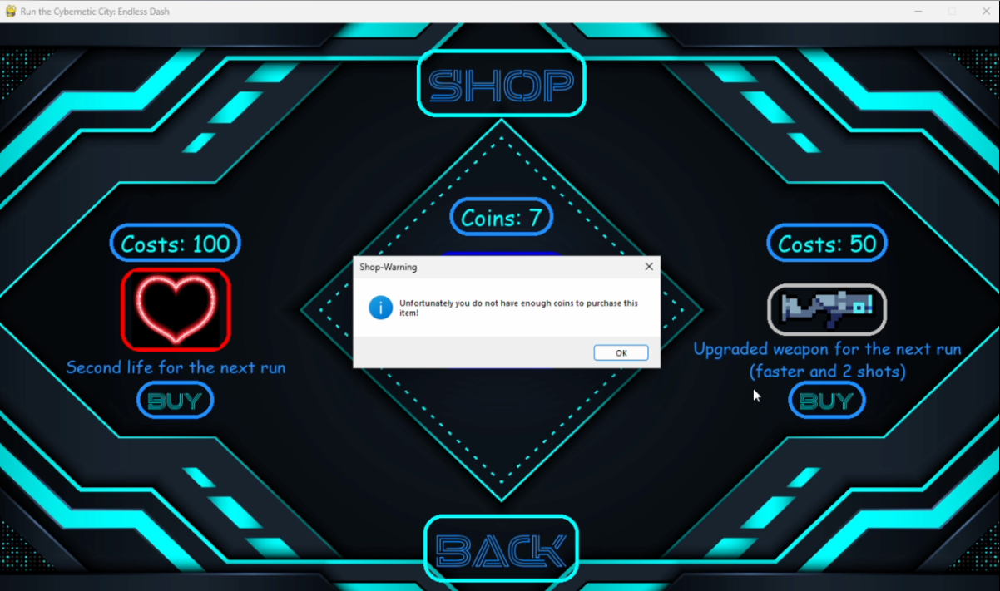 Run the Cybernetic City: Endless Dash
SHOP
Coins: 7
Costs: 100
Costs: 50
Shop-Warning
Unfortunately you do not have enough coins to purchase this
item!
OK
Second life for the next run
Upgraded weapon for the next run
(faster and 2 shots)
BUY
BUY
BACK